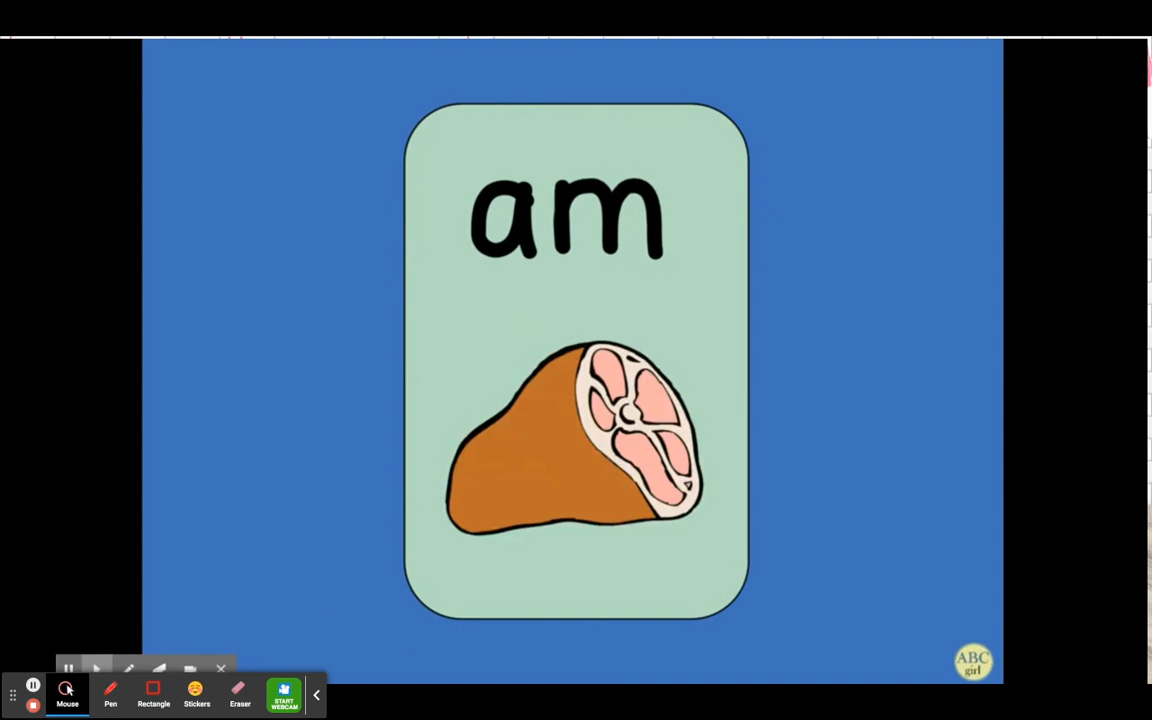 am
ABC
girl
Mouse
Pen
Rectangle
Stickers
Eraser
START
WEBCAM